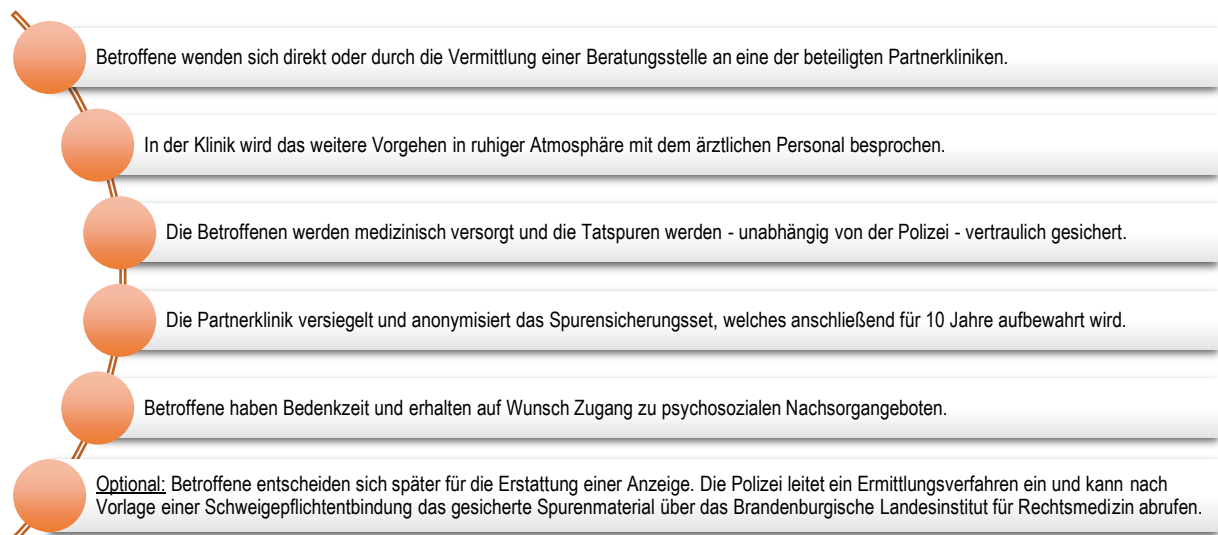 Betroffene wenden sich direkt oder durch die Vermittlung einer Beratungsstelle an eine der beteiligten Partnerkliniken.
In der Klinik wird das weitere Vorgehen in ruhiger Atmosphäre mit dem ärztlichen Personal besprochen.
Die Betroffenen werden medizinisch versorgt und die Tatspuren werden - unabhängig von der Polizei - vertraulich gesichert.
Die Partnerklinik versiegelt und anonymisiert das Spurensicherungsset, welches anschließend für 10 Jahre aufbewahrt wird.
Betroffene haben Bedenkzeit und erhalten auf Wunsch Zugang zu psychosozialen Nachsorgangeboten.
Optional: Betroffene entscheiden sich später für die Erstattung einer Anzeige. Die Polizei leitet ein Ermittlungsverfahren ein und kann nach
Vorlage einer Schweigepflichtentbindung das gesicherte Spurenmaterial über das Brandenburgische Landesinstitut für Rechtsmedizin abrufen.